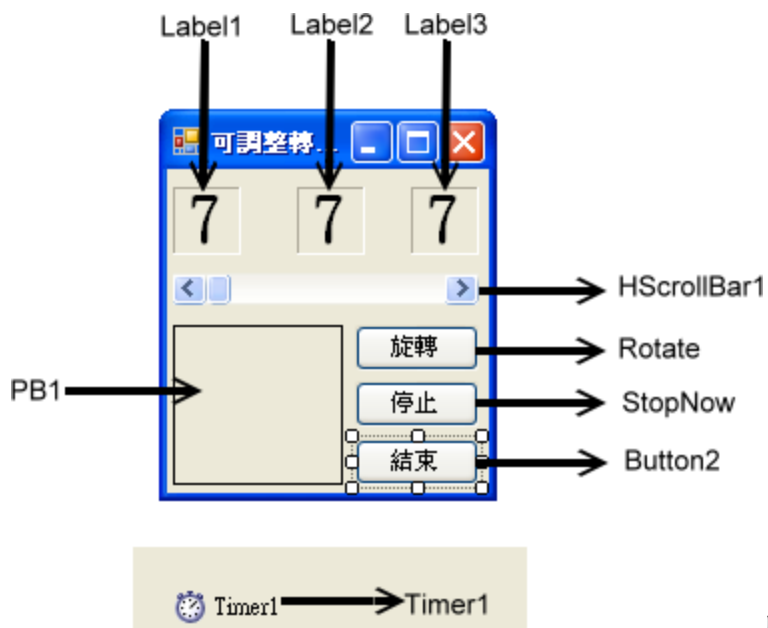 Label1 Label2 Label3
可調整轉...
7 7 7
HScrollBar1
旋轉 Rotate
PB1
停止 StopNow
結束 Button2
Timer1 Timer1